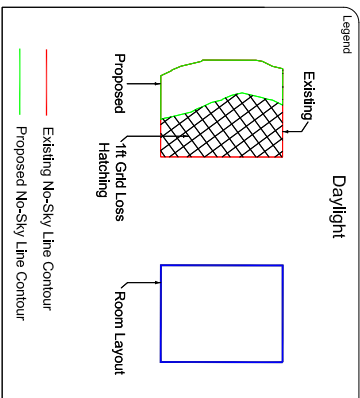 Legend
Daylight
Existing
Proposed
1ft Grid Loss
Hatching
Room Layout
Existing No-Sky Line Contour
Proposed No-Sky Line Contour